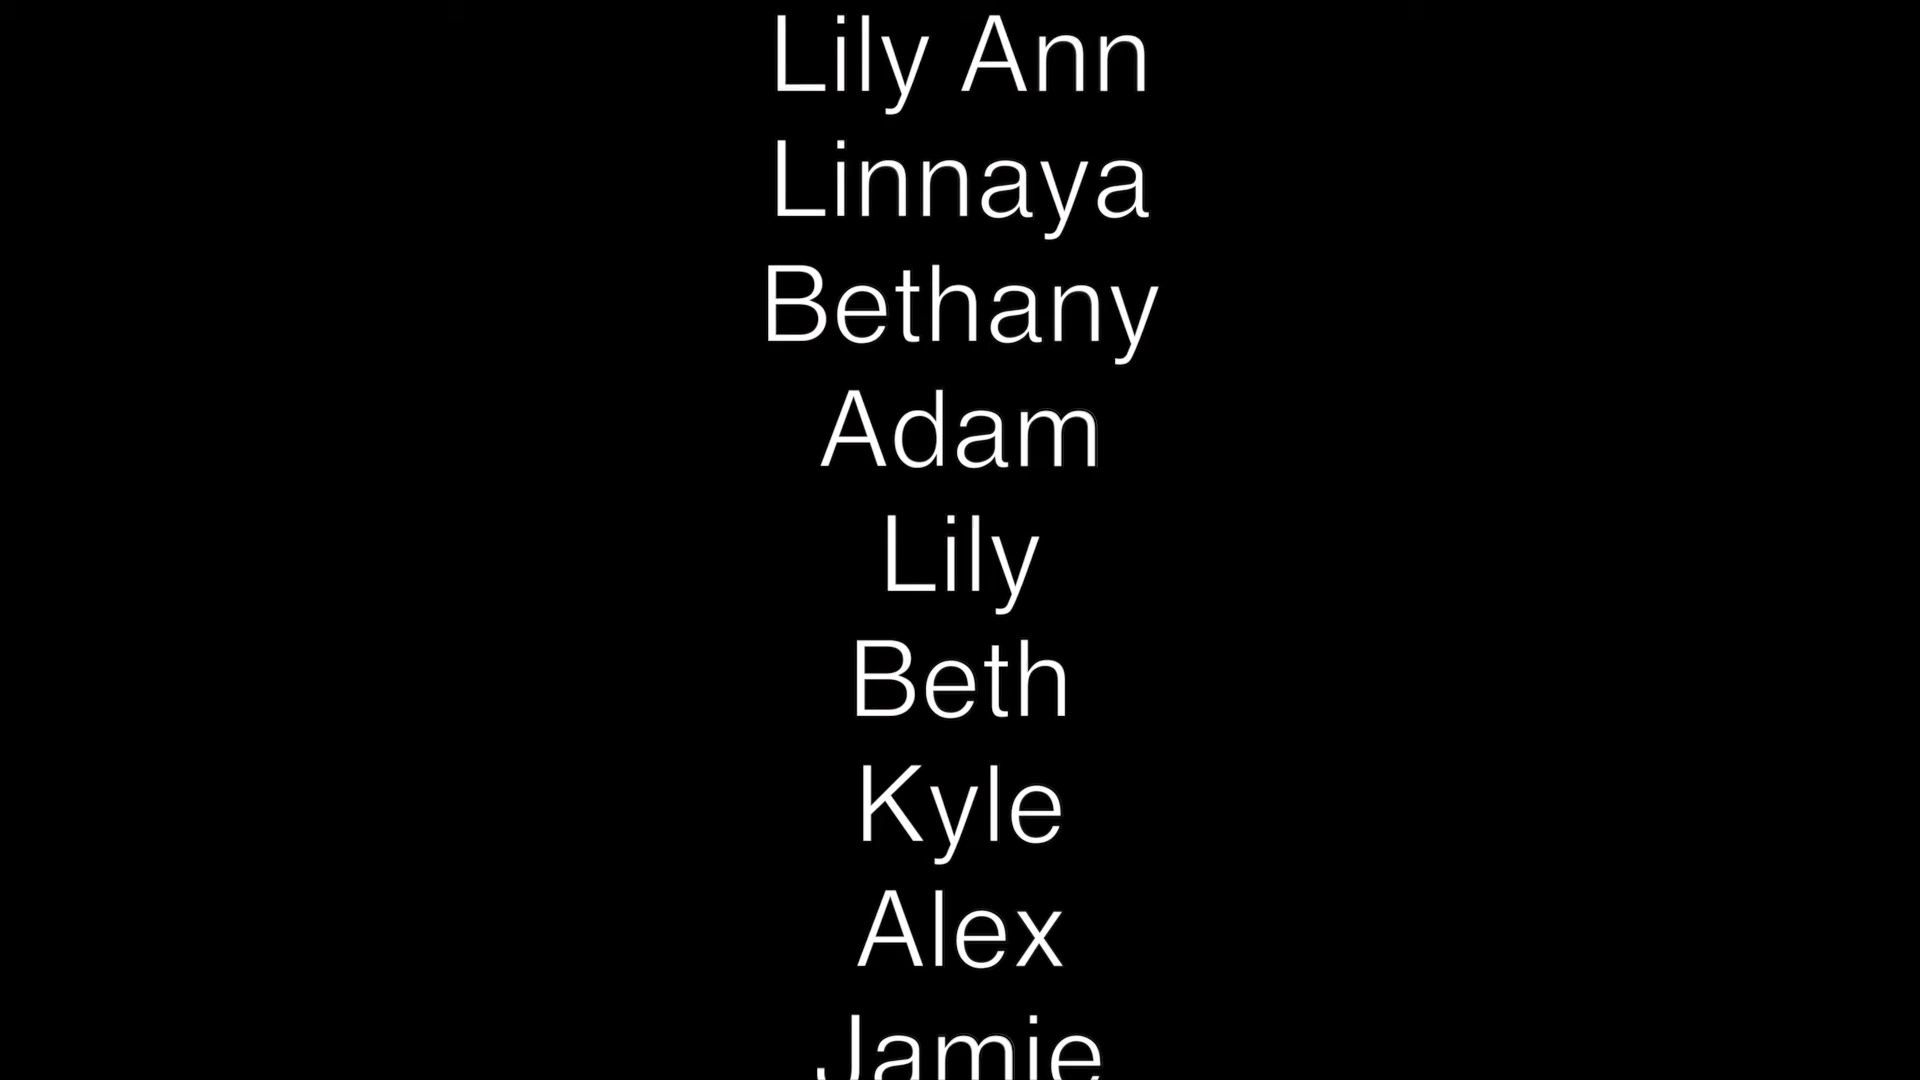 Lily Ann
Linnaya
Bethany
Adam
Lily
Beth
Kyle
Alex
Jamie